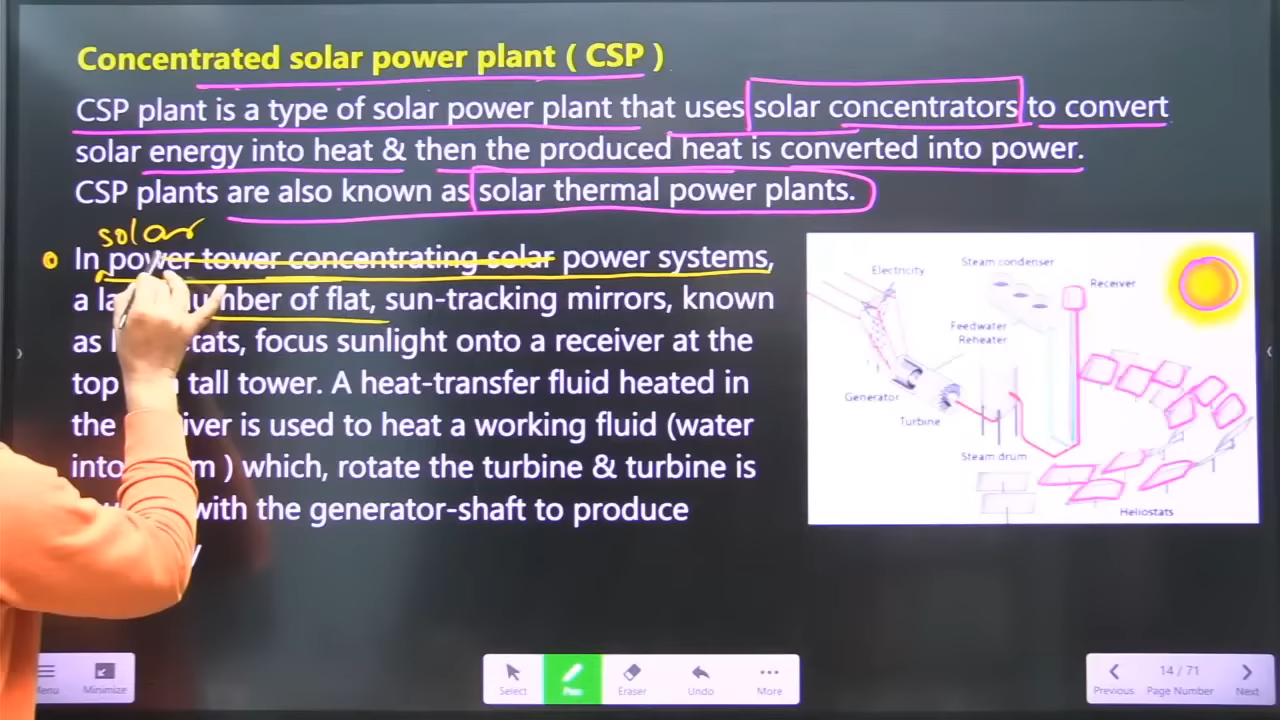 Concentrated solar power plant ( CSP )
CSP plant is a type of solar power plant that uses solar concentrators to convert
solar energy into heat & then the produced heat is converted into power.
CSP plants are also known as solar thermal power plants.
solar
In power tower concentrating solar power systems,
a number of flat, sun-tracking mirrors, known
as focus sunlight onto a receiver at the
top tall tower. A heat-transfer fluid heated in
the is used to heat a working fluid (water
into ) which, rotate the turbine & turbine is
with the generator-shaft to produce
Electricity
Steam condenser
Receiver
Feedwater
Reheater
Generator
Turbine
Steam drum
Heliostats
Menu
Minimize
Select
Pen
Eraser
Undo
More
Previous
14 / 71
Page Number
Next